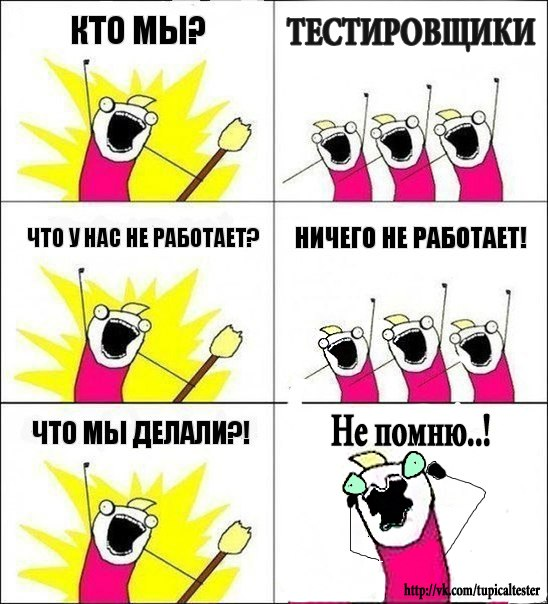 КТО МЫ?
ТЕСТИРОВЩИКИ
ЧТО У НАС НЕ РАБОТАЕТ?
НИЧЕГО НЕ РАБОТАЕТ!
ЧТО МЫ ДЕЛАЛИ?!
Не помню..!
http://vk.com/tupicaltester